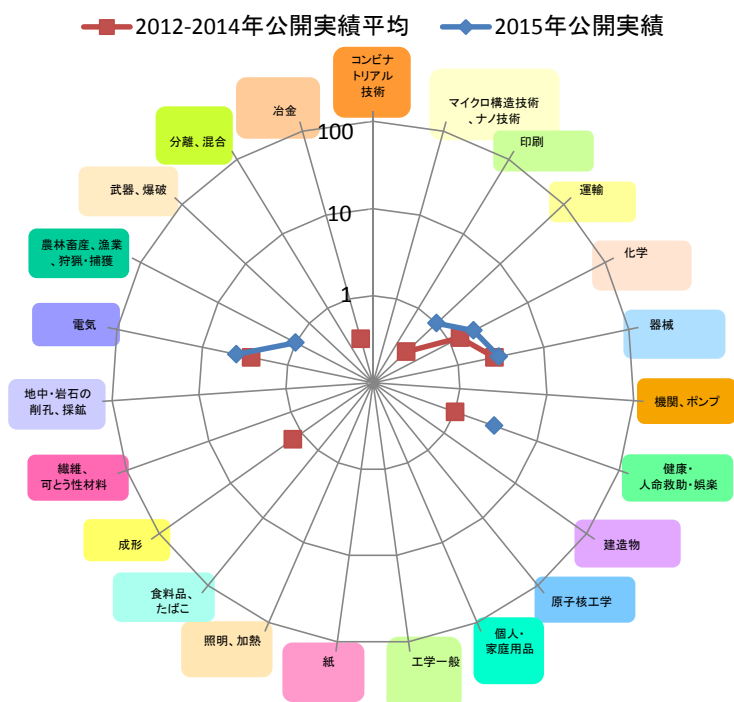 2012-2014年公開実績平均
2015年公開実績
コンビナ
トリアル
技術
マイクロ構造技術
、ナノ技術
印刷
運輸
化学
器械
機関、ポンプ
健康・
人命救助・娯楽
建造物
原子核工学
個人・
家庭用品
工学一般
紙
照明、加熱
食料品、
たばこ
成形
繊維、
可とう性材料
地中・岩石の
削孔、採鉱
電気
農林畜産、漁業
、狩猟・捕獲
武器、爆破
分離、混合
冶金
100
10
1